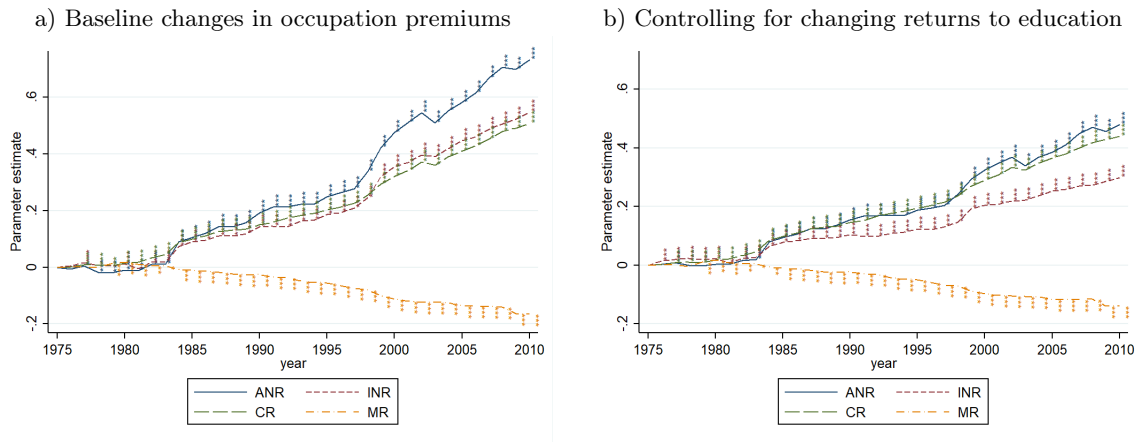 a) Baseline changes in occupation premiums
Parameter estimate
.6
.4
.2
0
-.2
1975 1980 1985 1990 1995 2000 2005 2010
year
ANR INR
CR MR
b) Controlling for changing returns to education
Parameter estimate
.6
.4
.2
0
-.2
1975 1980 1985 1990 1995 2000 2005 2010
year
ANR INR
CR MR